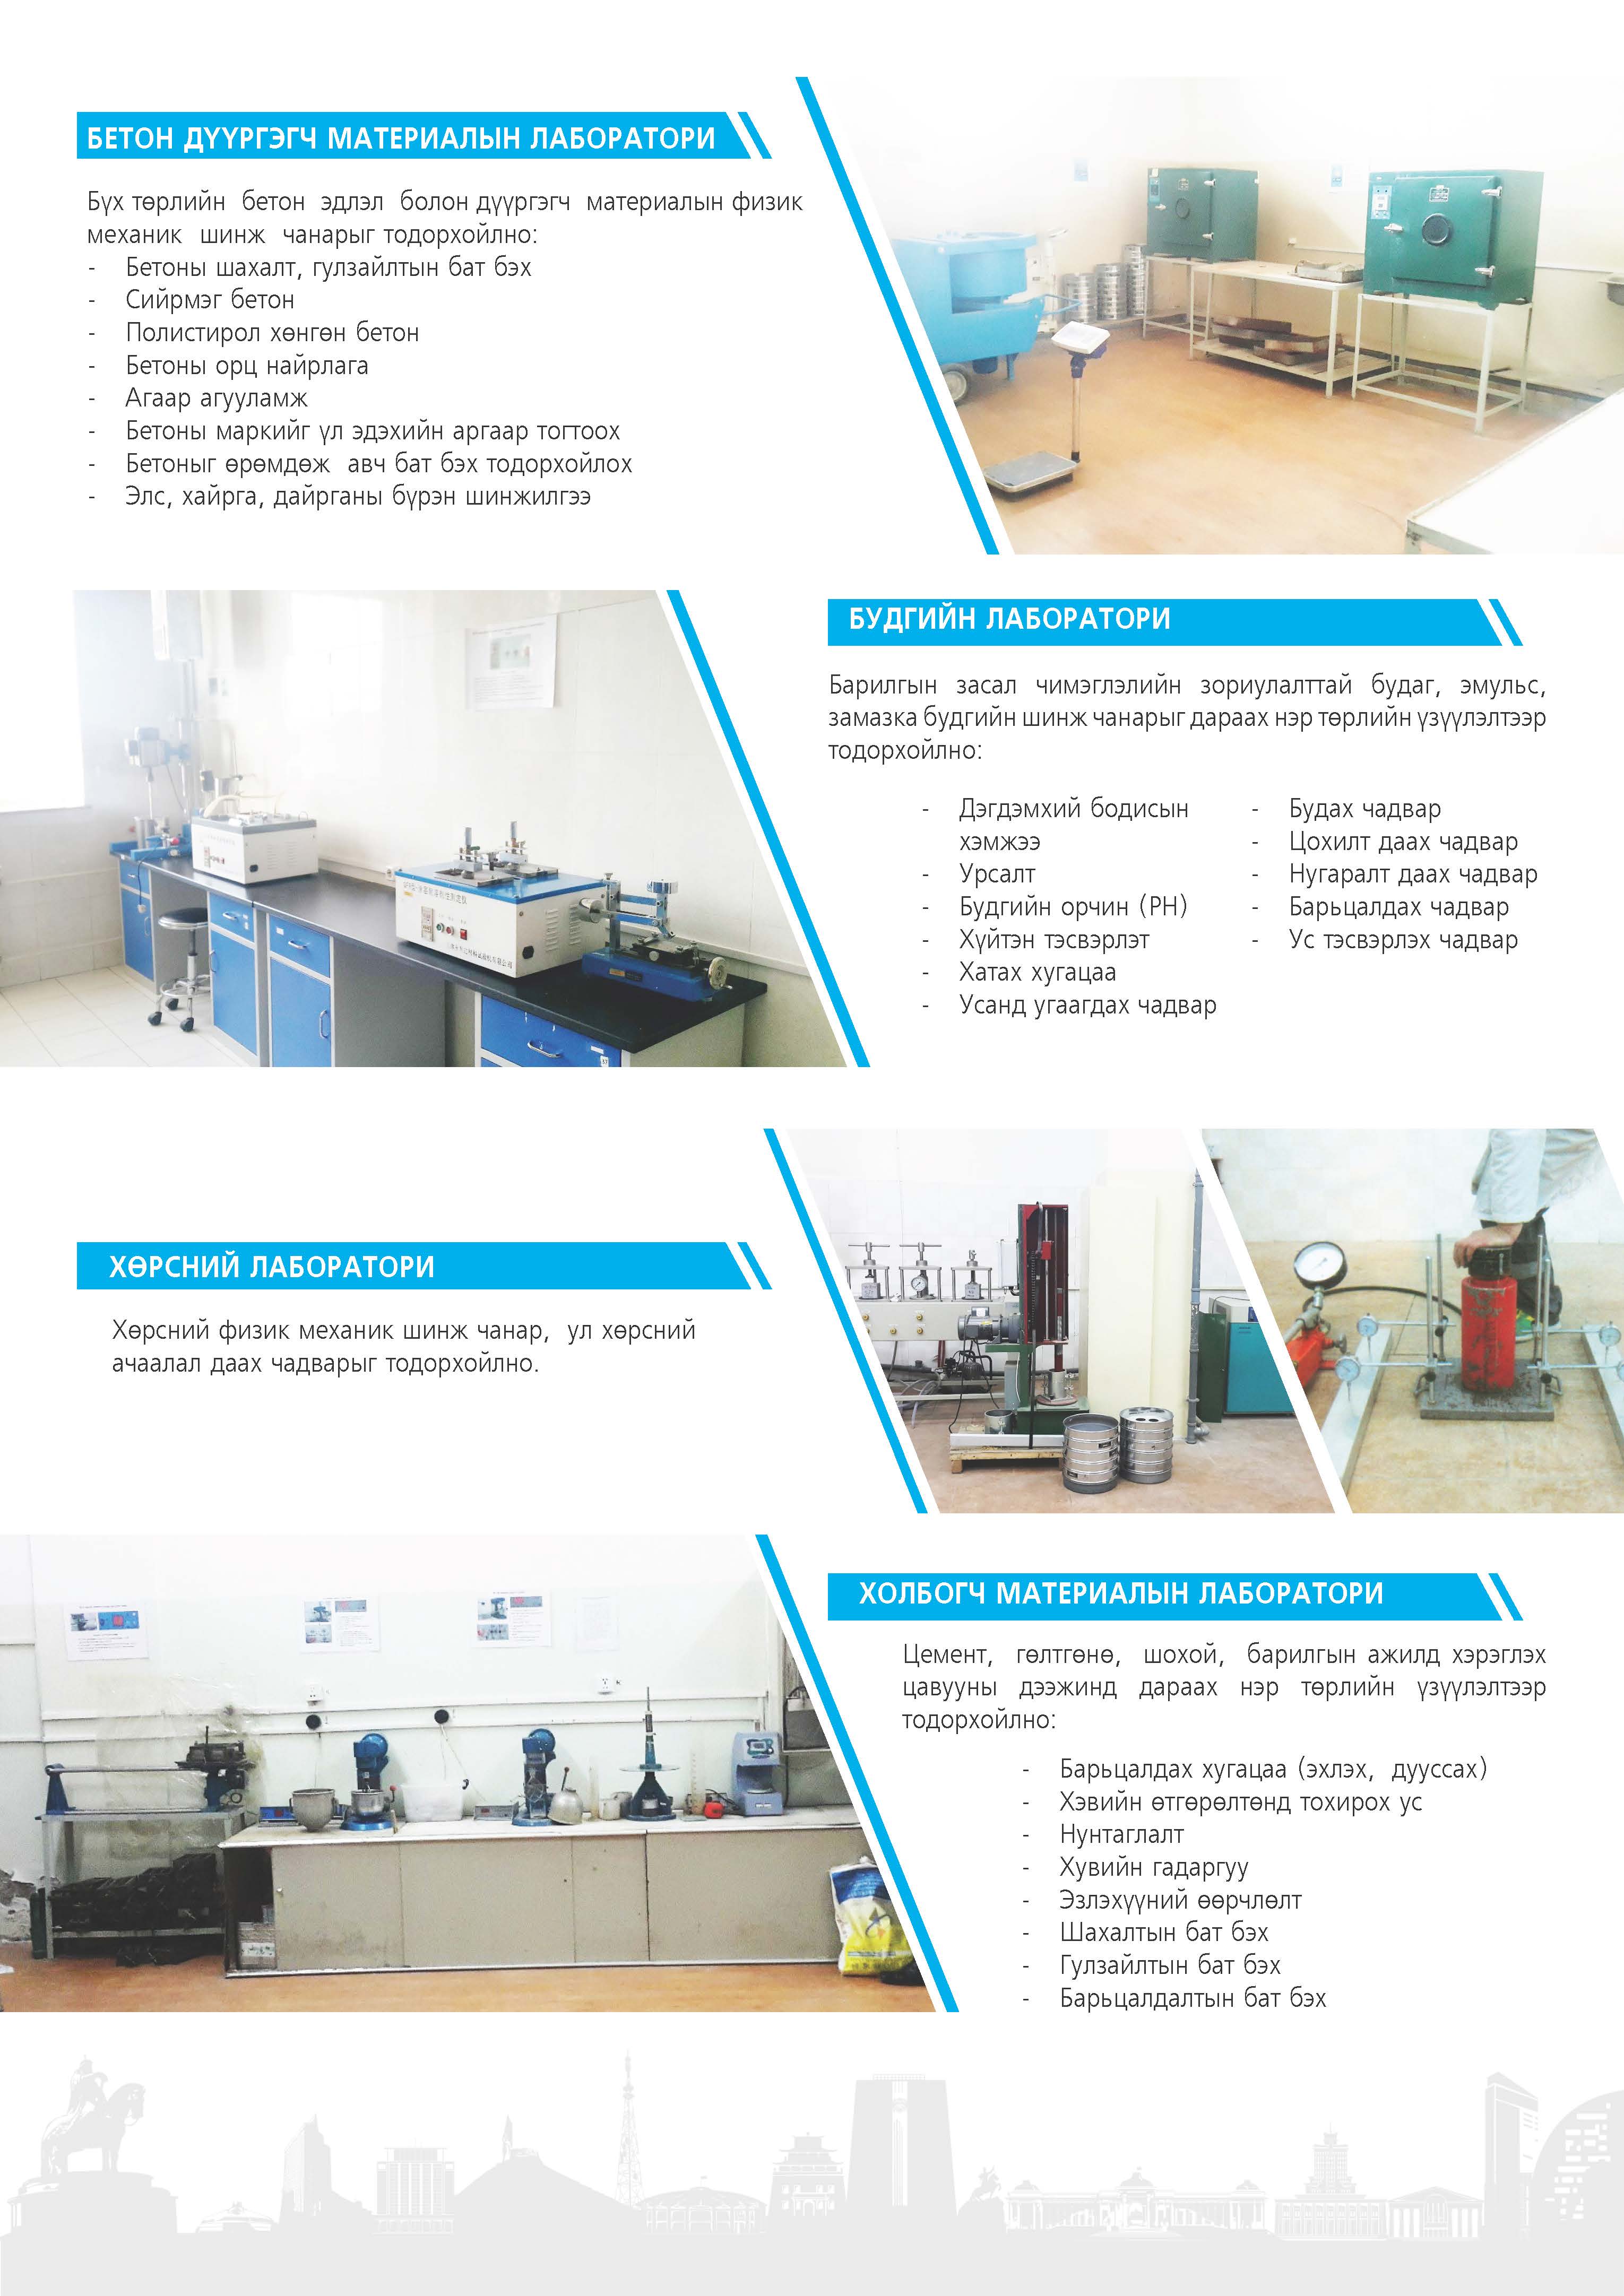 БЕТОН ДҮҮРГЭГЧ МАТЕРИАЛЫН ЛАБОРАТОРИ
Бүх төрлийн бетон эдлэл болон дүүргэгч материалын физик
механик шинж чанарыг тодорхойлно:
- Бетоны шахалт, гулзайлтын бат бэх
- Сийрмэг бетон
- Полистирол хөнгөн бетон
- Бетоны орц найрлага
- Агаар агууламж
- Бетоны маркийг үл эдэхийн аргаар тогтоох
- Бетоныг өрөмдөж авч бат бэх тодорхойлох
- Элс, хайрга, дайрганы бүрэн шинжилгээ
БУДГИЙН ЛАБОРАТОРИ
Барилгын засал чимэглэлийн зориулалттай будаг, эмульс,
замазка будгийн шинж чанарыг дараах нэр төрлийн үзүүлэлтээр
тодорхойлно:
- Дэгдэмхий бодисын
хэмжээ
- Урсалт
- Будгийн орчин (PH)
- Хүйтэн тэсвэрлэт
- Хатах хугацаа
- Усанд угаагдах чадвар
- Будах чадвар
- Цохилт даах чадвар
- Нугаралт даах чадвар
- Барьцалдах чадвар
- Ус тэсвэрлэх чадвар
ХӨРСНИЙ ЛАБОРАТОРИ
Хөрсний физик механик шинж чанар, ул хөрсний
ачаалал даах чадварыг тодорхойлно.
ХОЛБОГЧ МАТЕРИАЛЫН ЛАБОРАТОРИ
Цемент, гөлтгөнө, шохой, барилгын ажилд хэрэглэх
цавууны дээжинд дараах нэр төрлийн үзүүлэлтээр
тодорхойлно:
- Барьцалдах хугацаа (эхлэх, дууссах)
- Хэвийн өтгөрөлтөнд тохирох ус
- Нунтаглалт
- Хувийн гадаргуу
- Эзлэхүүний өөрчлөлт
- Шахалтын бат бэх
- Гулзайлтын бат бэх
- Барьцалдалтын бат бэх